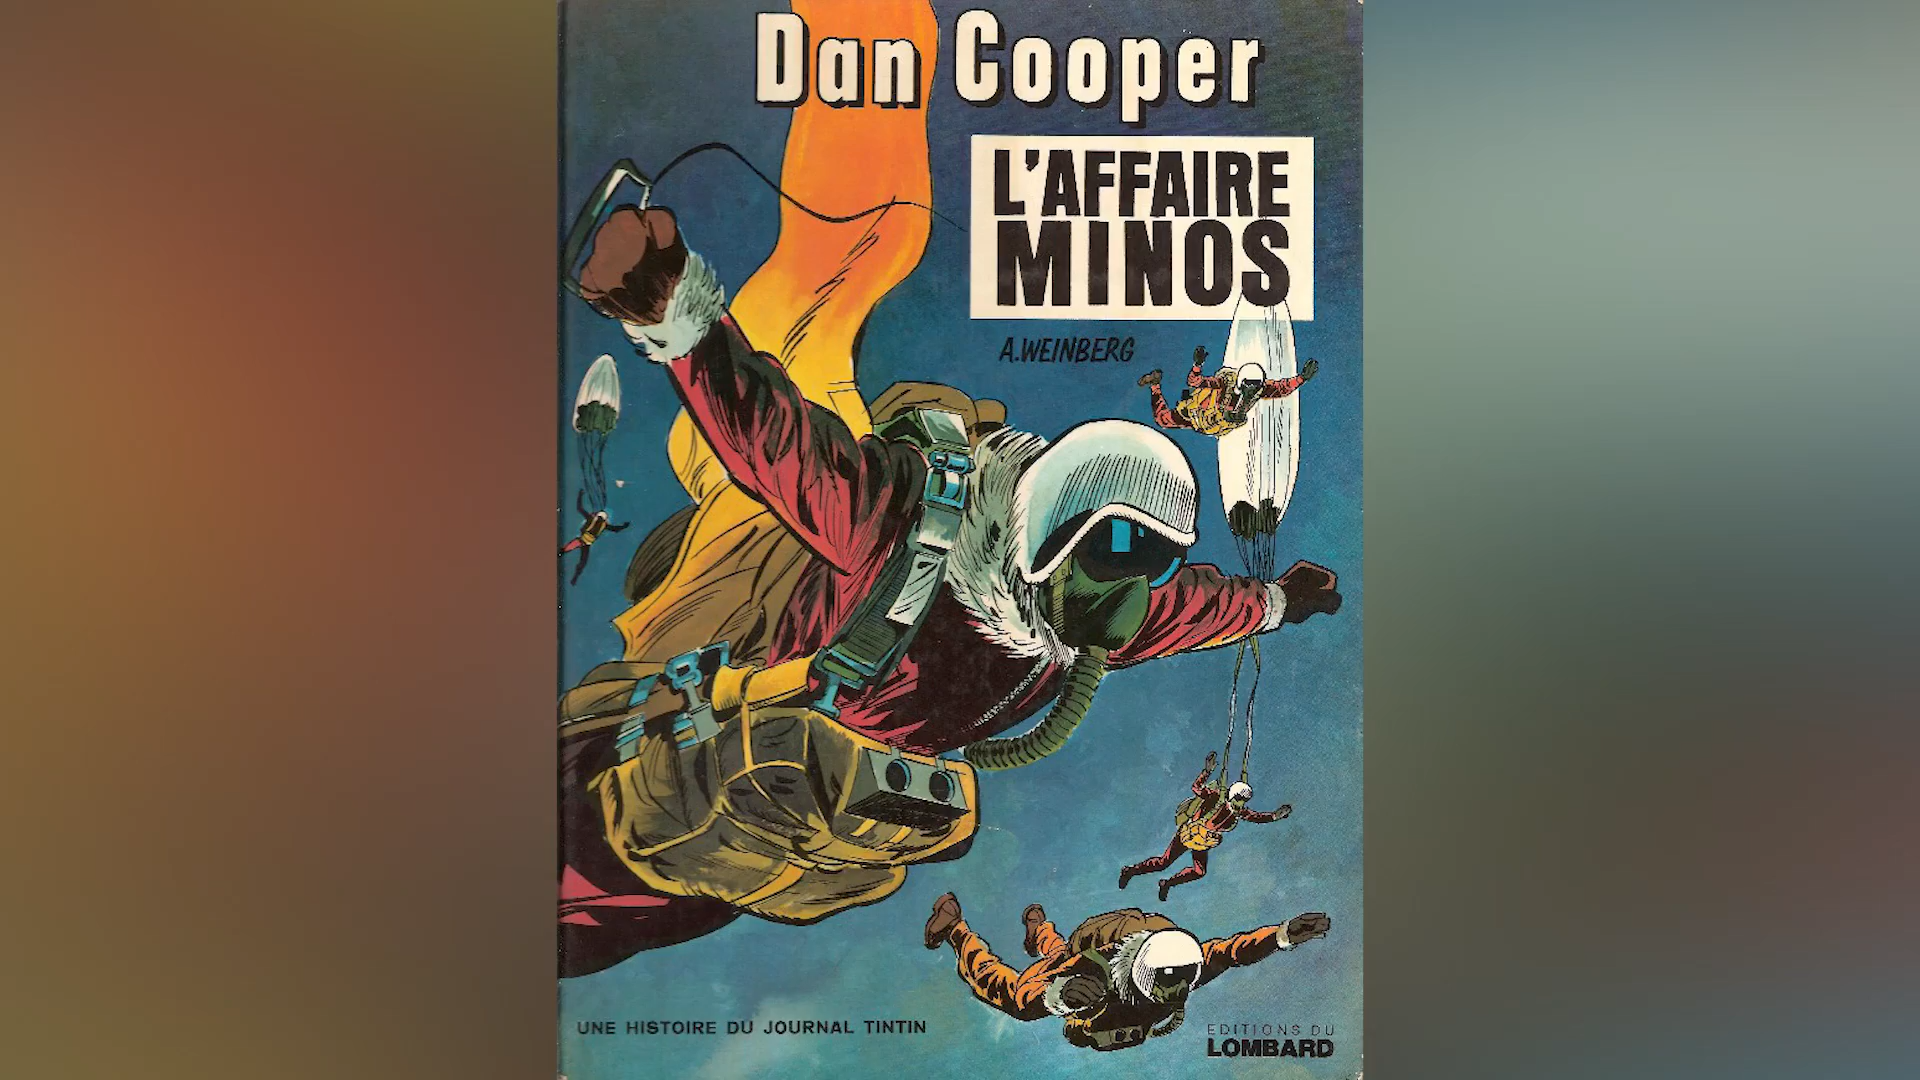 Dan Cooper
L'AFFAIRE
MINOS
A.WEINBERG
UNE HISTOIRE DU JOURNAL TINTIN
EDITIONS DU
LOMBARD